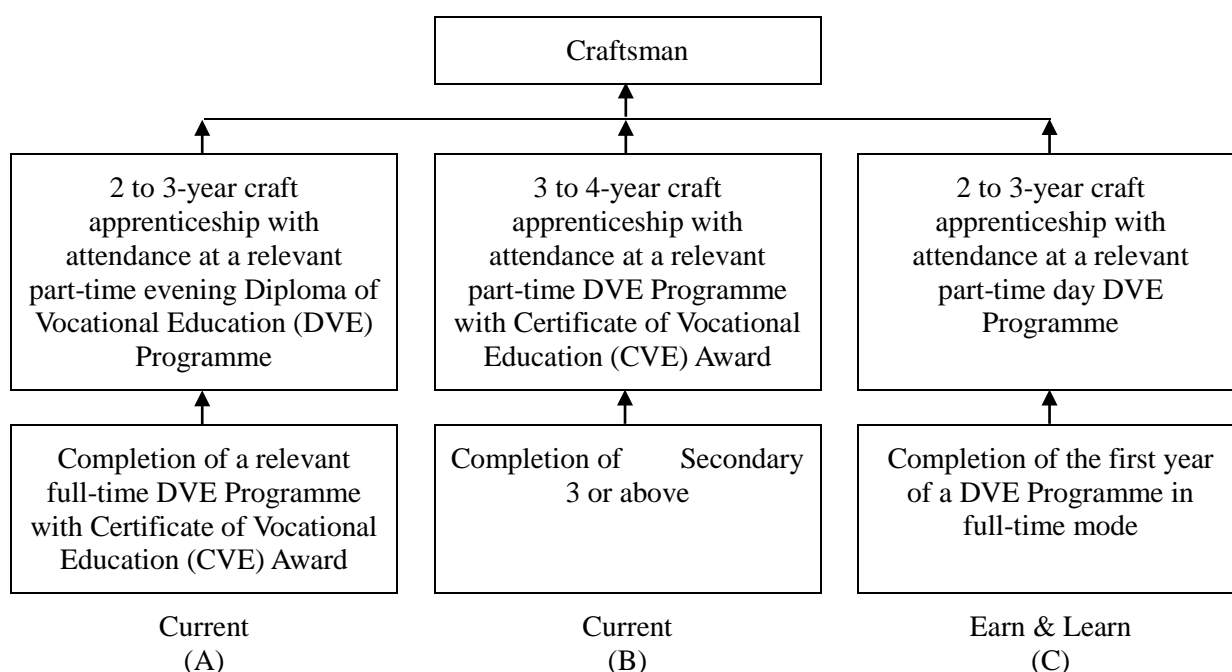 Craftsman
2 to 3-year craft
apprenticeship with
attendance at a relevant
part-time evening Diploma of
Vocational Education (DVE)
Programme
3 to 4-year craft
apprenticeship with
attendance at a relevant
part-time DVE Programme
with Certificate of Vocational
Education (CVE) Award
2 to 3-year craft
apprenticeship with
attendance at a relevant
part-time day DVE
Programme
Completion of a relevant
full-time DVE Programme
with Certificate of Vocational
Education (CVE) Award
Completion of Secondary
3 or above
Completion of the first year
of a DVE Programme in
full-time mode
Current
(A)
Current
(B)
Earn & Learn
(C)